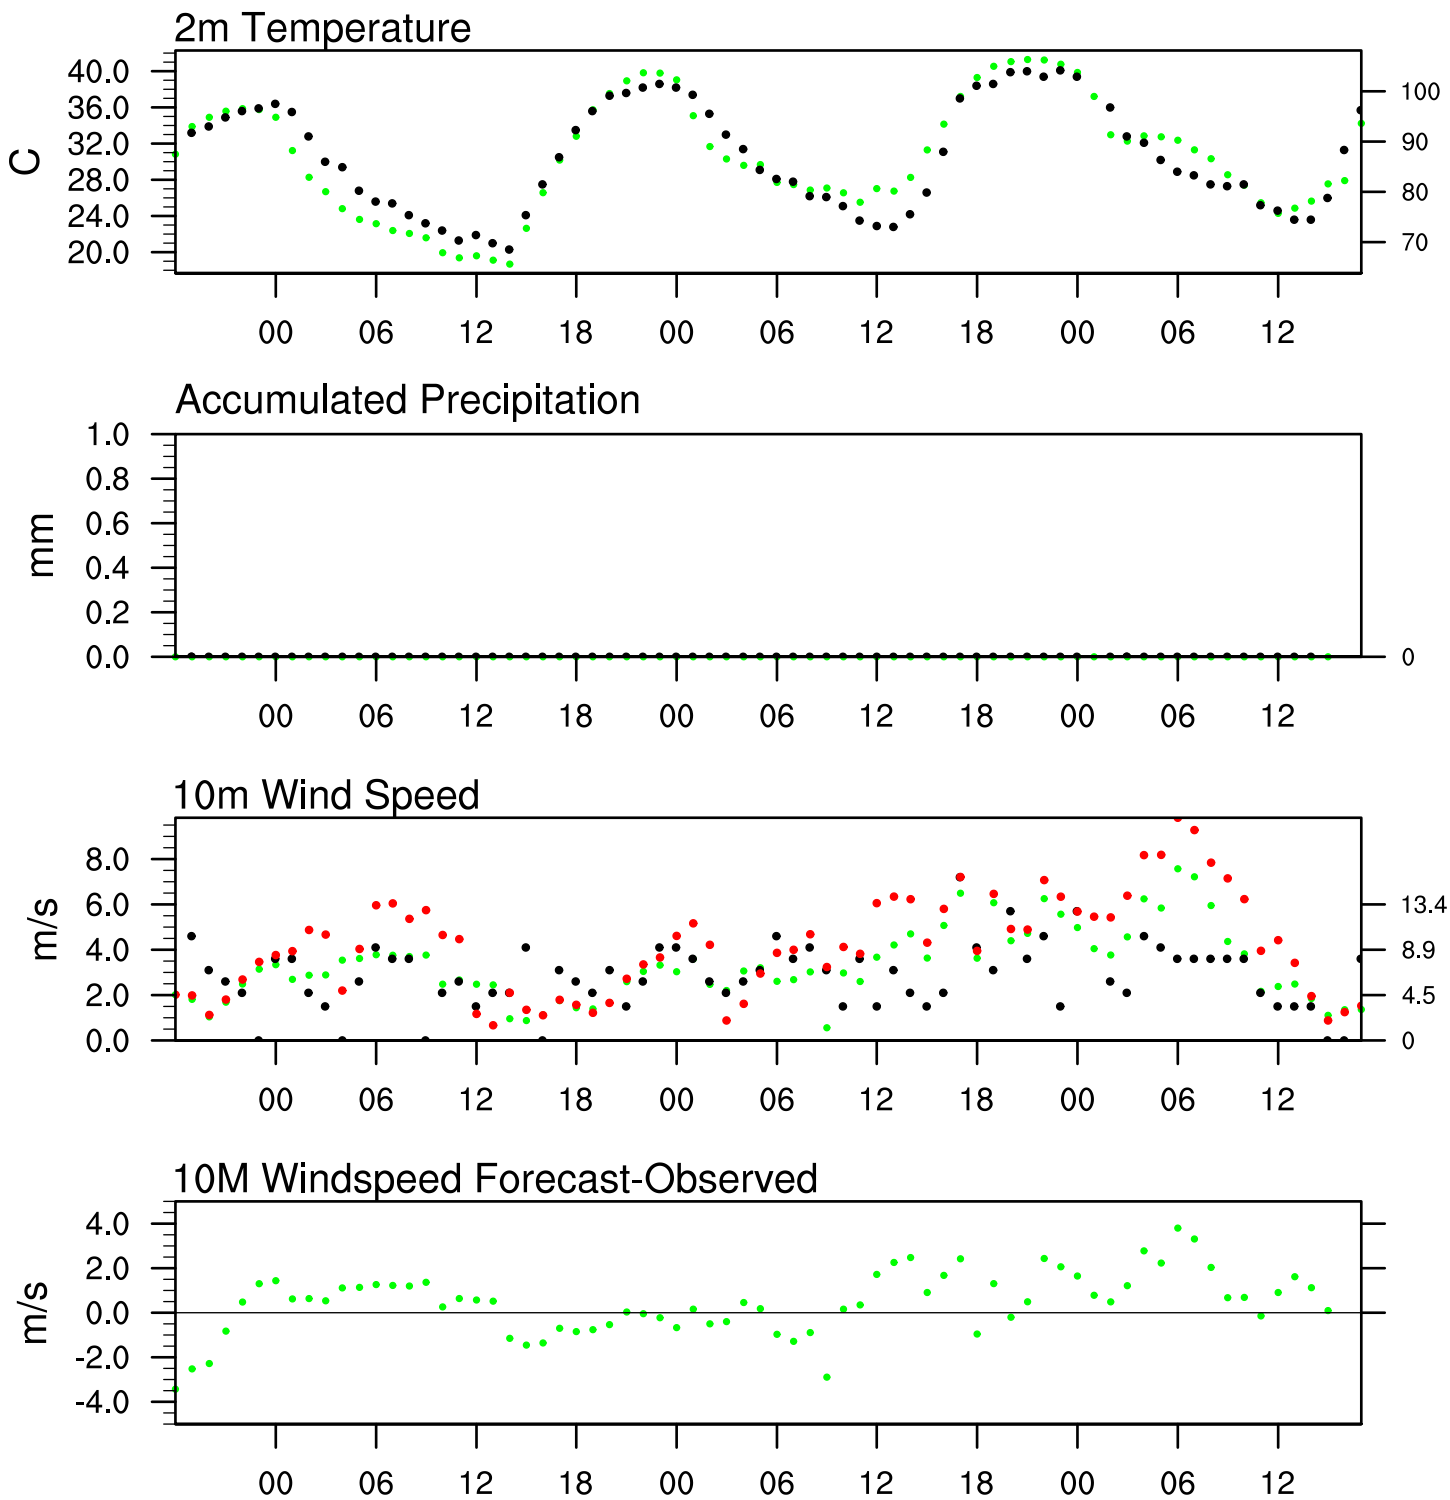 2m Temperature
40.0
36.0
32.0
28.0
24.0
20.0
C
100
90
80
70
00 06 12 18 00 06 12 18 00 06 12
Accumulated Precipitation
1.0
0.8
0.6
0.4
0.2
0.0
mm
0
00 06 12 18 00 06 12 18 00 06 12
10m Wind Speed
8.0
6.0
4.0
2.0
0.0
m/s
13.4
8.9
4.5
0
00 06 12 18 00 06 12 18 00 06 12
10M Windspeed Forecast-Observed
4.0
2.0
0.0
-2.0
-4.0
m/s
00 06 12 18 00 06 12 18 00 06 12